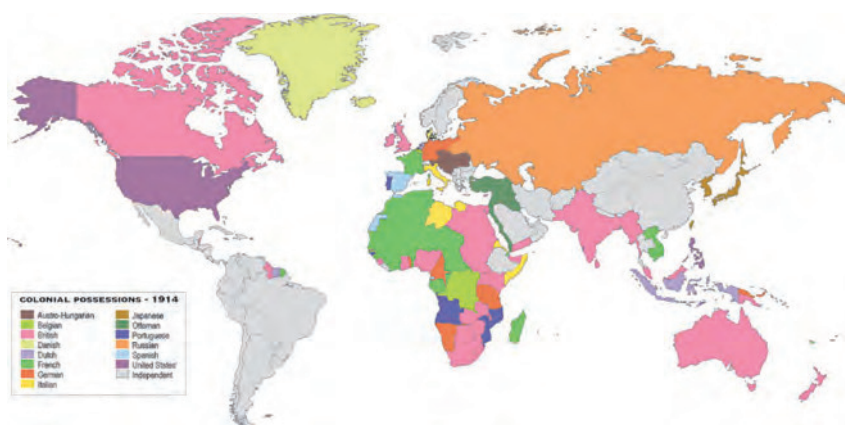 COLONIAL POSSESSIONS - 1914
Austro-Hungarian
Belgian
British
Danish
Dutch
French
German
Italian
Japanese
Ottoman
Portuguese
Russian
Spanish
United States
Independent